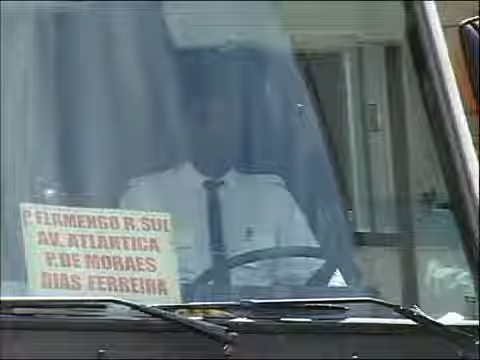 P. FLAMENGO R. SUL
AV. ATLANTICA
P. DE MORAES
DIAS FERREIRA